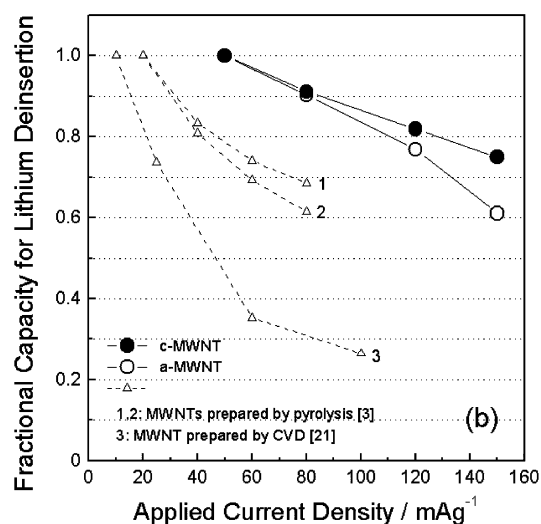 Fractional Capacity for Lithium Deinsertion
1.0
0.8
0.6
0.4
0.2
0
1
2
3
c-MWNT
a-MWNT
1,2: MWNTs prepared by pyrolysis [3]
3: MWNT prepared by CVD [21]
(b)
0 20 40 60 80 100 120 140 160
Applied Current Density / mAg⁻¹